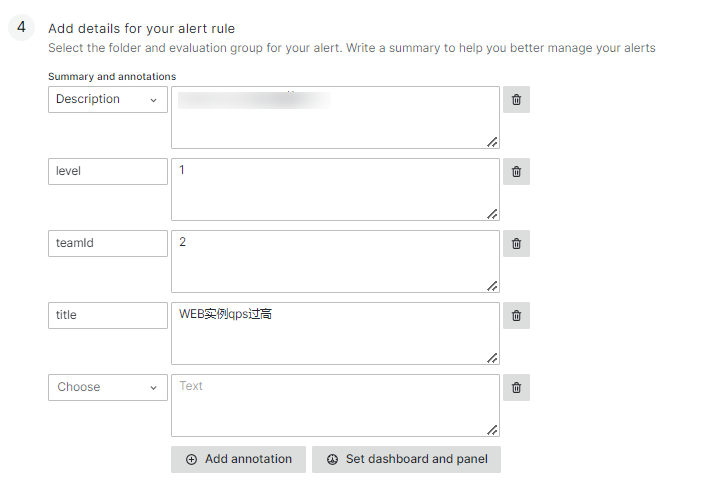 4
Add details for your alert rule
Select the folder and evaluation group for your alert. Write a summary to help you better manage your alerts
Summary and annotations
Description
level
1
teamId
2
title
WEB实例qps过高
Choose
Text
Add annotation
Set dashboard and panel